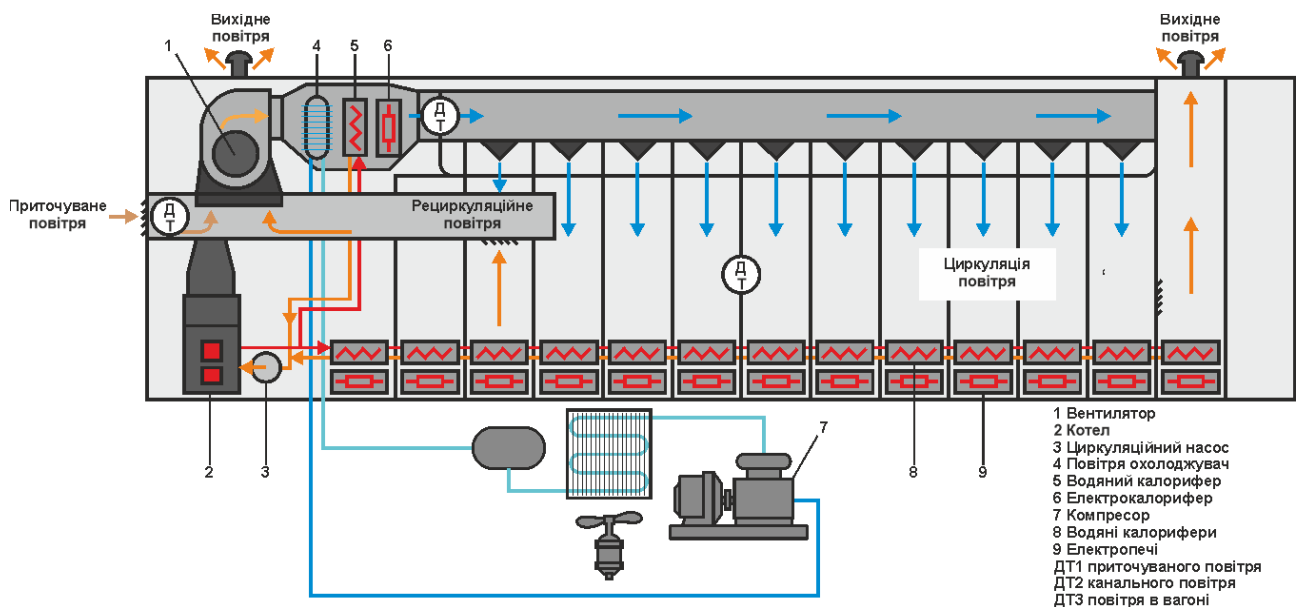 Вихідне
повітря
Вихідне
повітря
1
4
5
6
Д
Т
Приточуване
повітря
Д
Т
Рециркуляційне
повітря
Д
Т
Циркуляція
повітря
2
3
7
8
9
1 Вентилятор
2 Котел
3 Циркуляційний насос
4 Повітря охолоджувач
5 Водяний калорифер
6 Електрокалорифер
7 Компресор
8 Водяні калорифери
9 Електропечі
ДТ1 приточуваного повітря
ДТ2 канального повітря
ДТ3 повітря в вагоні